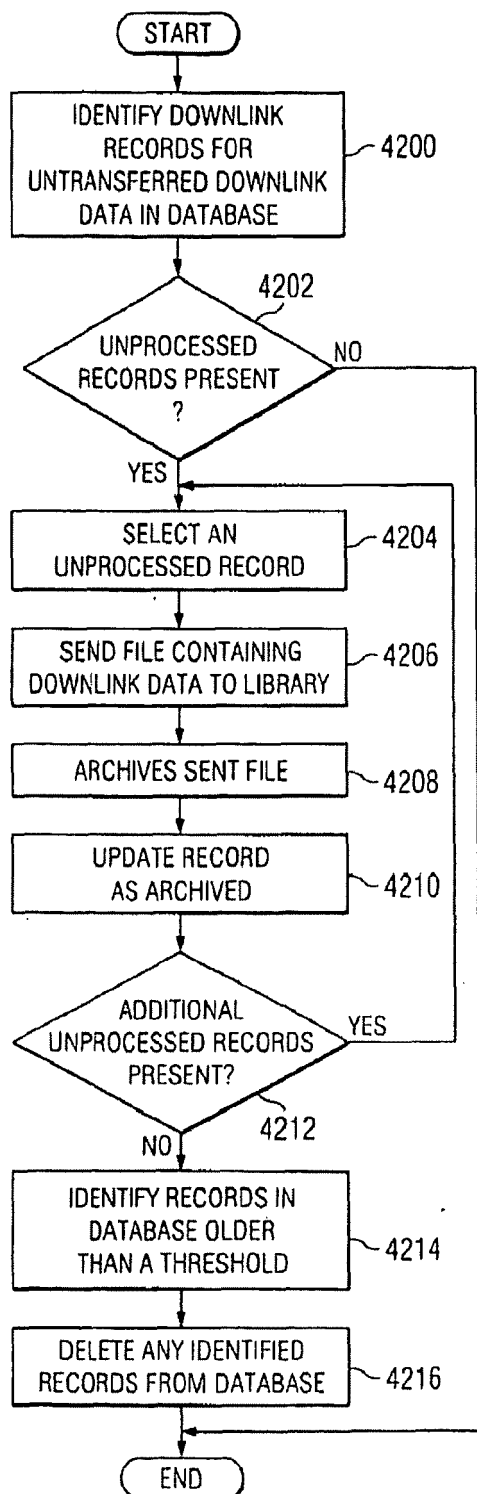 START
IDENTIFY DOWNLINK
RECORDS FOR
UNTRANSFERRED DOWNLINK
DATA IN DATABASE
4200
4202
UNPROCESSED
RECORDS PRESENT
?
NO
YES
SELECT AN
UNPROCESSED RECORD
4204
SEND FILE CONTAINING
DOWNLINK DATA TO LIBRARY
4206
ARCHIVES SENT FILE
4208
UPDATE RECORD
AS ARCHIVED
4210
ADDITIONAL
UNPROCESSED RECORDS
PRESENT?
YES
4212
NO
IDENTIFY RECORDS IN
DATABASE OLDER
THAN A THRESHOLD
4214
DELETE ANY IDENTIFIED
RECORDS FROM DATABASE
4216
END